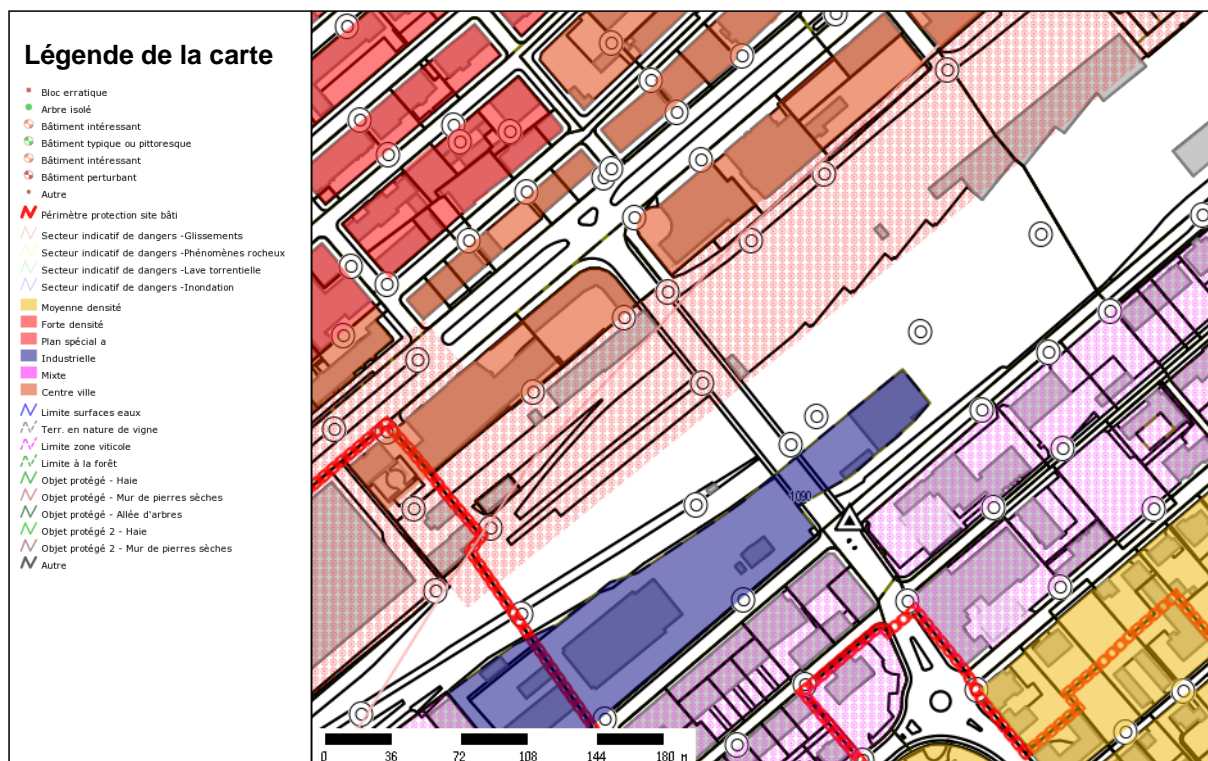 Légende de la carte
Bloc erratique
Arbre isolé
Bâtiment intéressant
Bâtiment typique ou pittoresque
Bâtiment intéressant
Bâtiment perturbant
Autre
Périmètre protection site bâti
Secteur indicatif de dangers -Glissements
Secteur indicatif de dangers -Phénomènes rocheux
Secteur indicatif de dangers -Lave torrentielle
Secteur indicatif de dangers -Inondation
Moyenne densité
Forte densité
Plan spécial a
Industrielle
Mixte
Centre ville
Limite surfaces eaux
Terr. en nature de vigne
Limite zone viticole
Limite à la forêt
Objet protégé - Haie
Objet protégé - Mur de pierres sèches
Objet protégé - Allée d'arbres
Objet protégé 2 - Haie
Objet protégé 2 - Mur de pierres sèches
Autre
1090
0 36 72 108 144 180 M